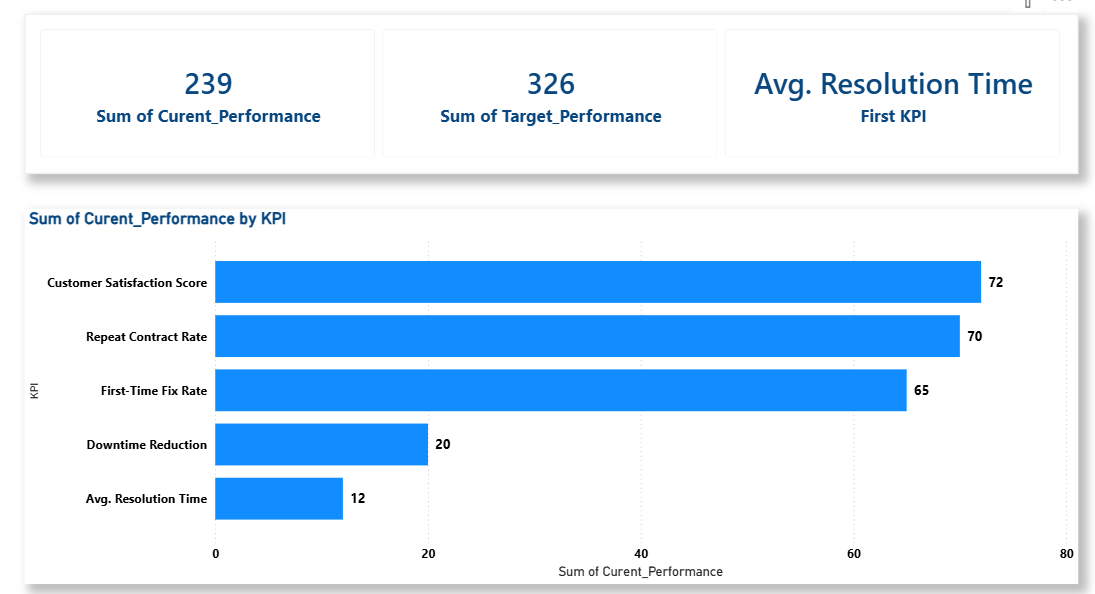 239
Sum of Curent_Performance
326
Sum of Target_Performance
Avg. Resolution Time
First KPI
Sum of Curent_Performance by KPI
KPI
Customer Satisfaction Score
72
Repeat Contract Rate
70
First-Time Fix Rate
65
Downtime Reduction
20
Avg. Resolution Time
12
0 20 40 60 80
Sum of Curent_Performance